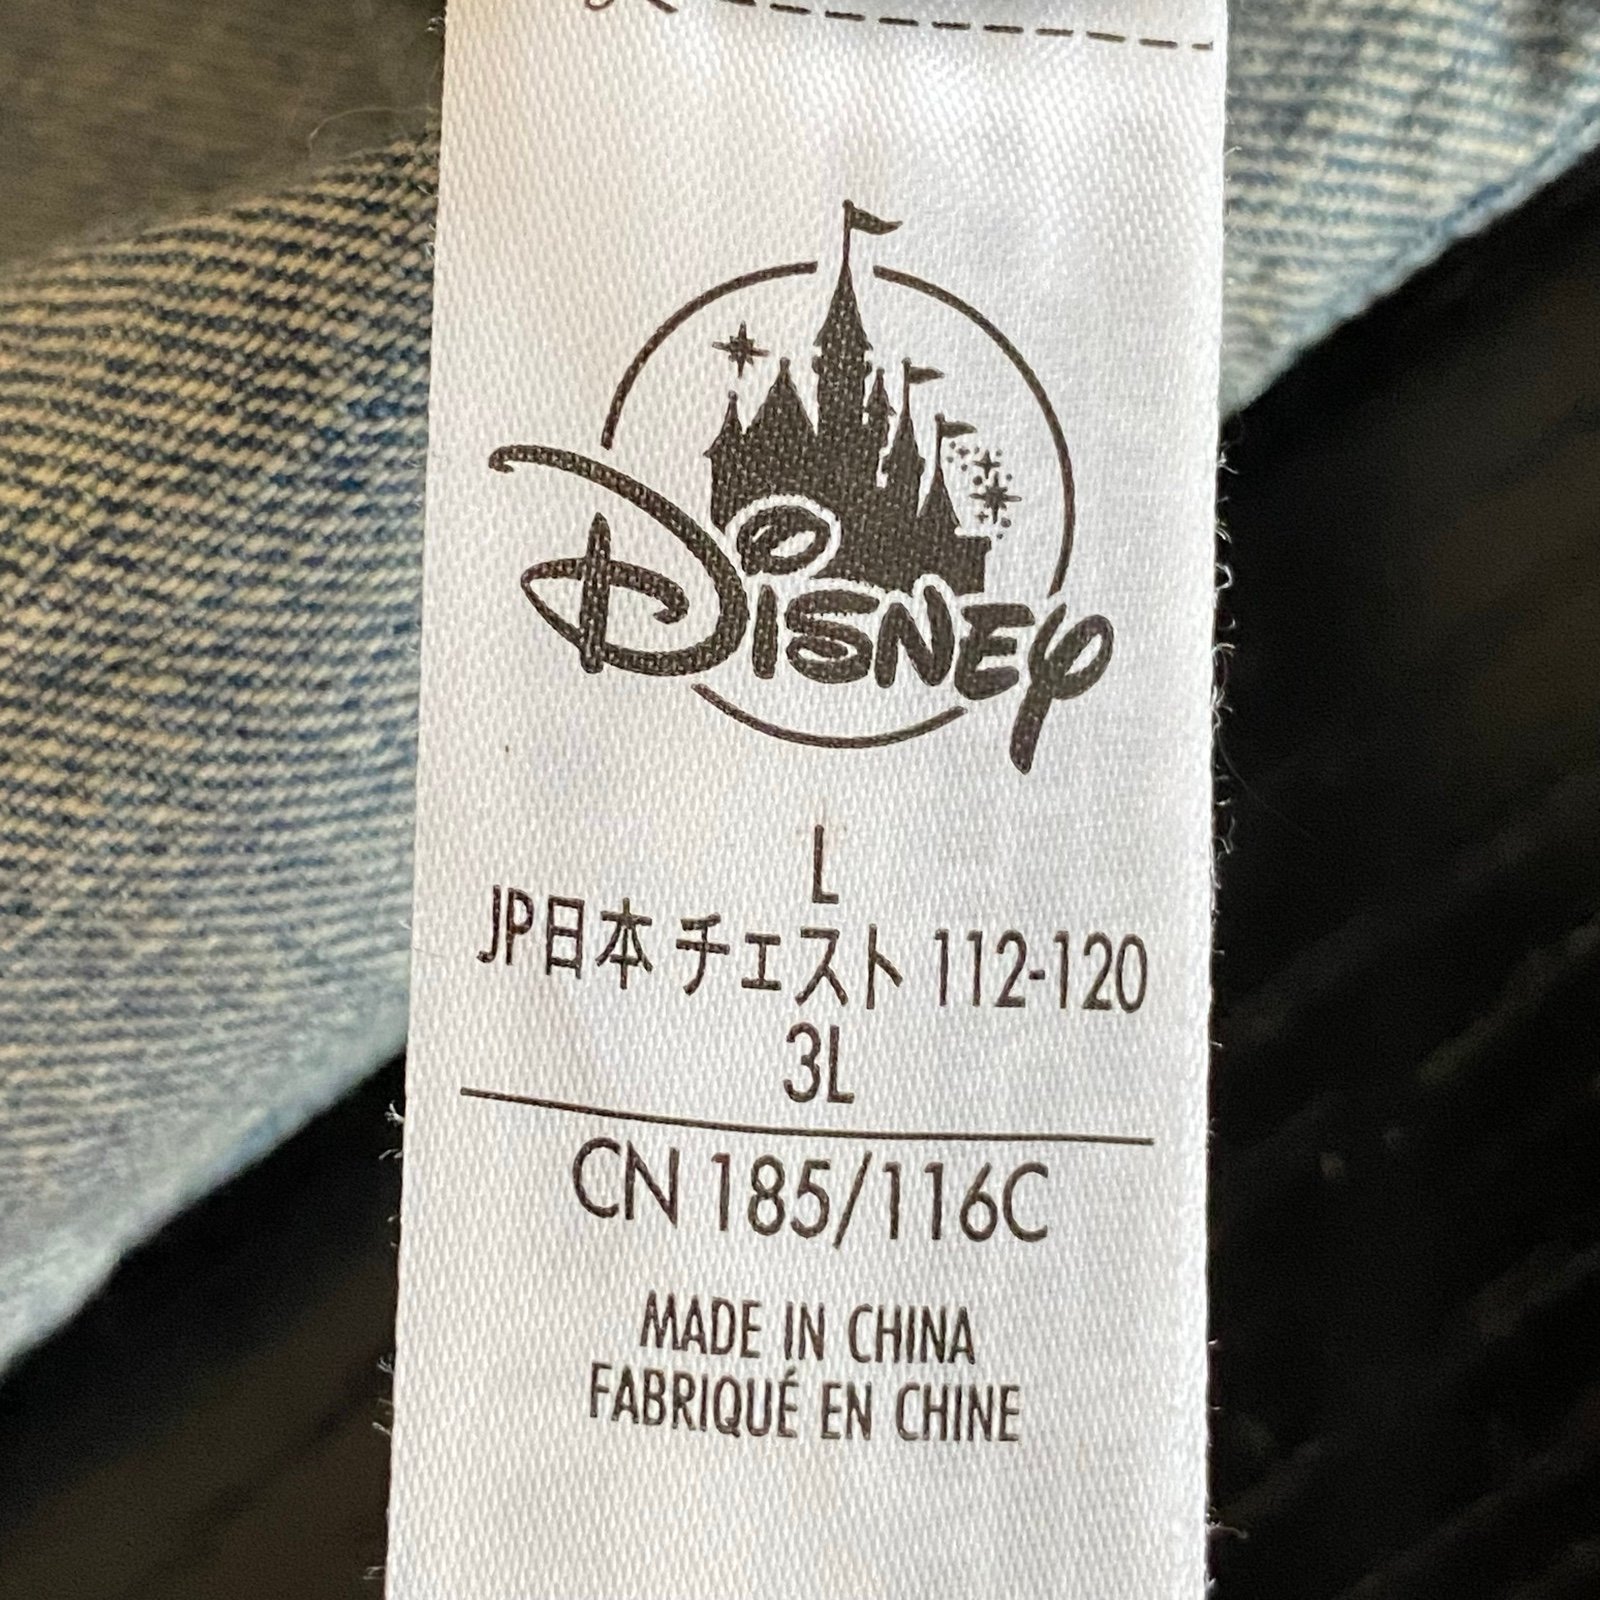 Disney
L
JP日本 チェスト 112-120
3L
CN 185/116C
MADE IN CHINA
FABRIQUÉ EN CHINE